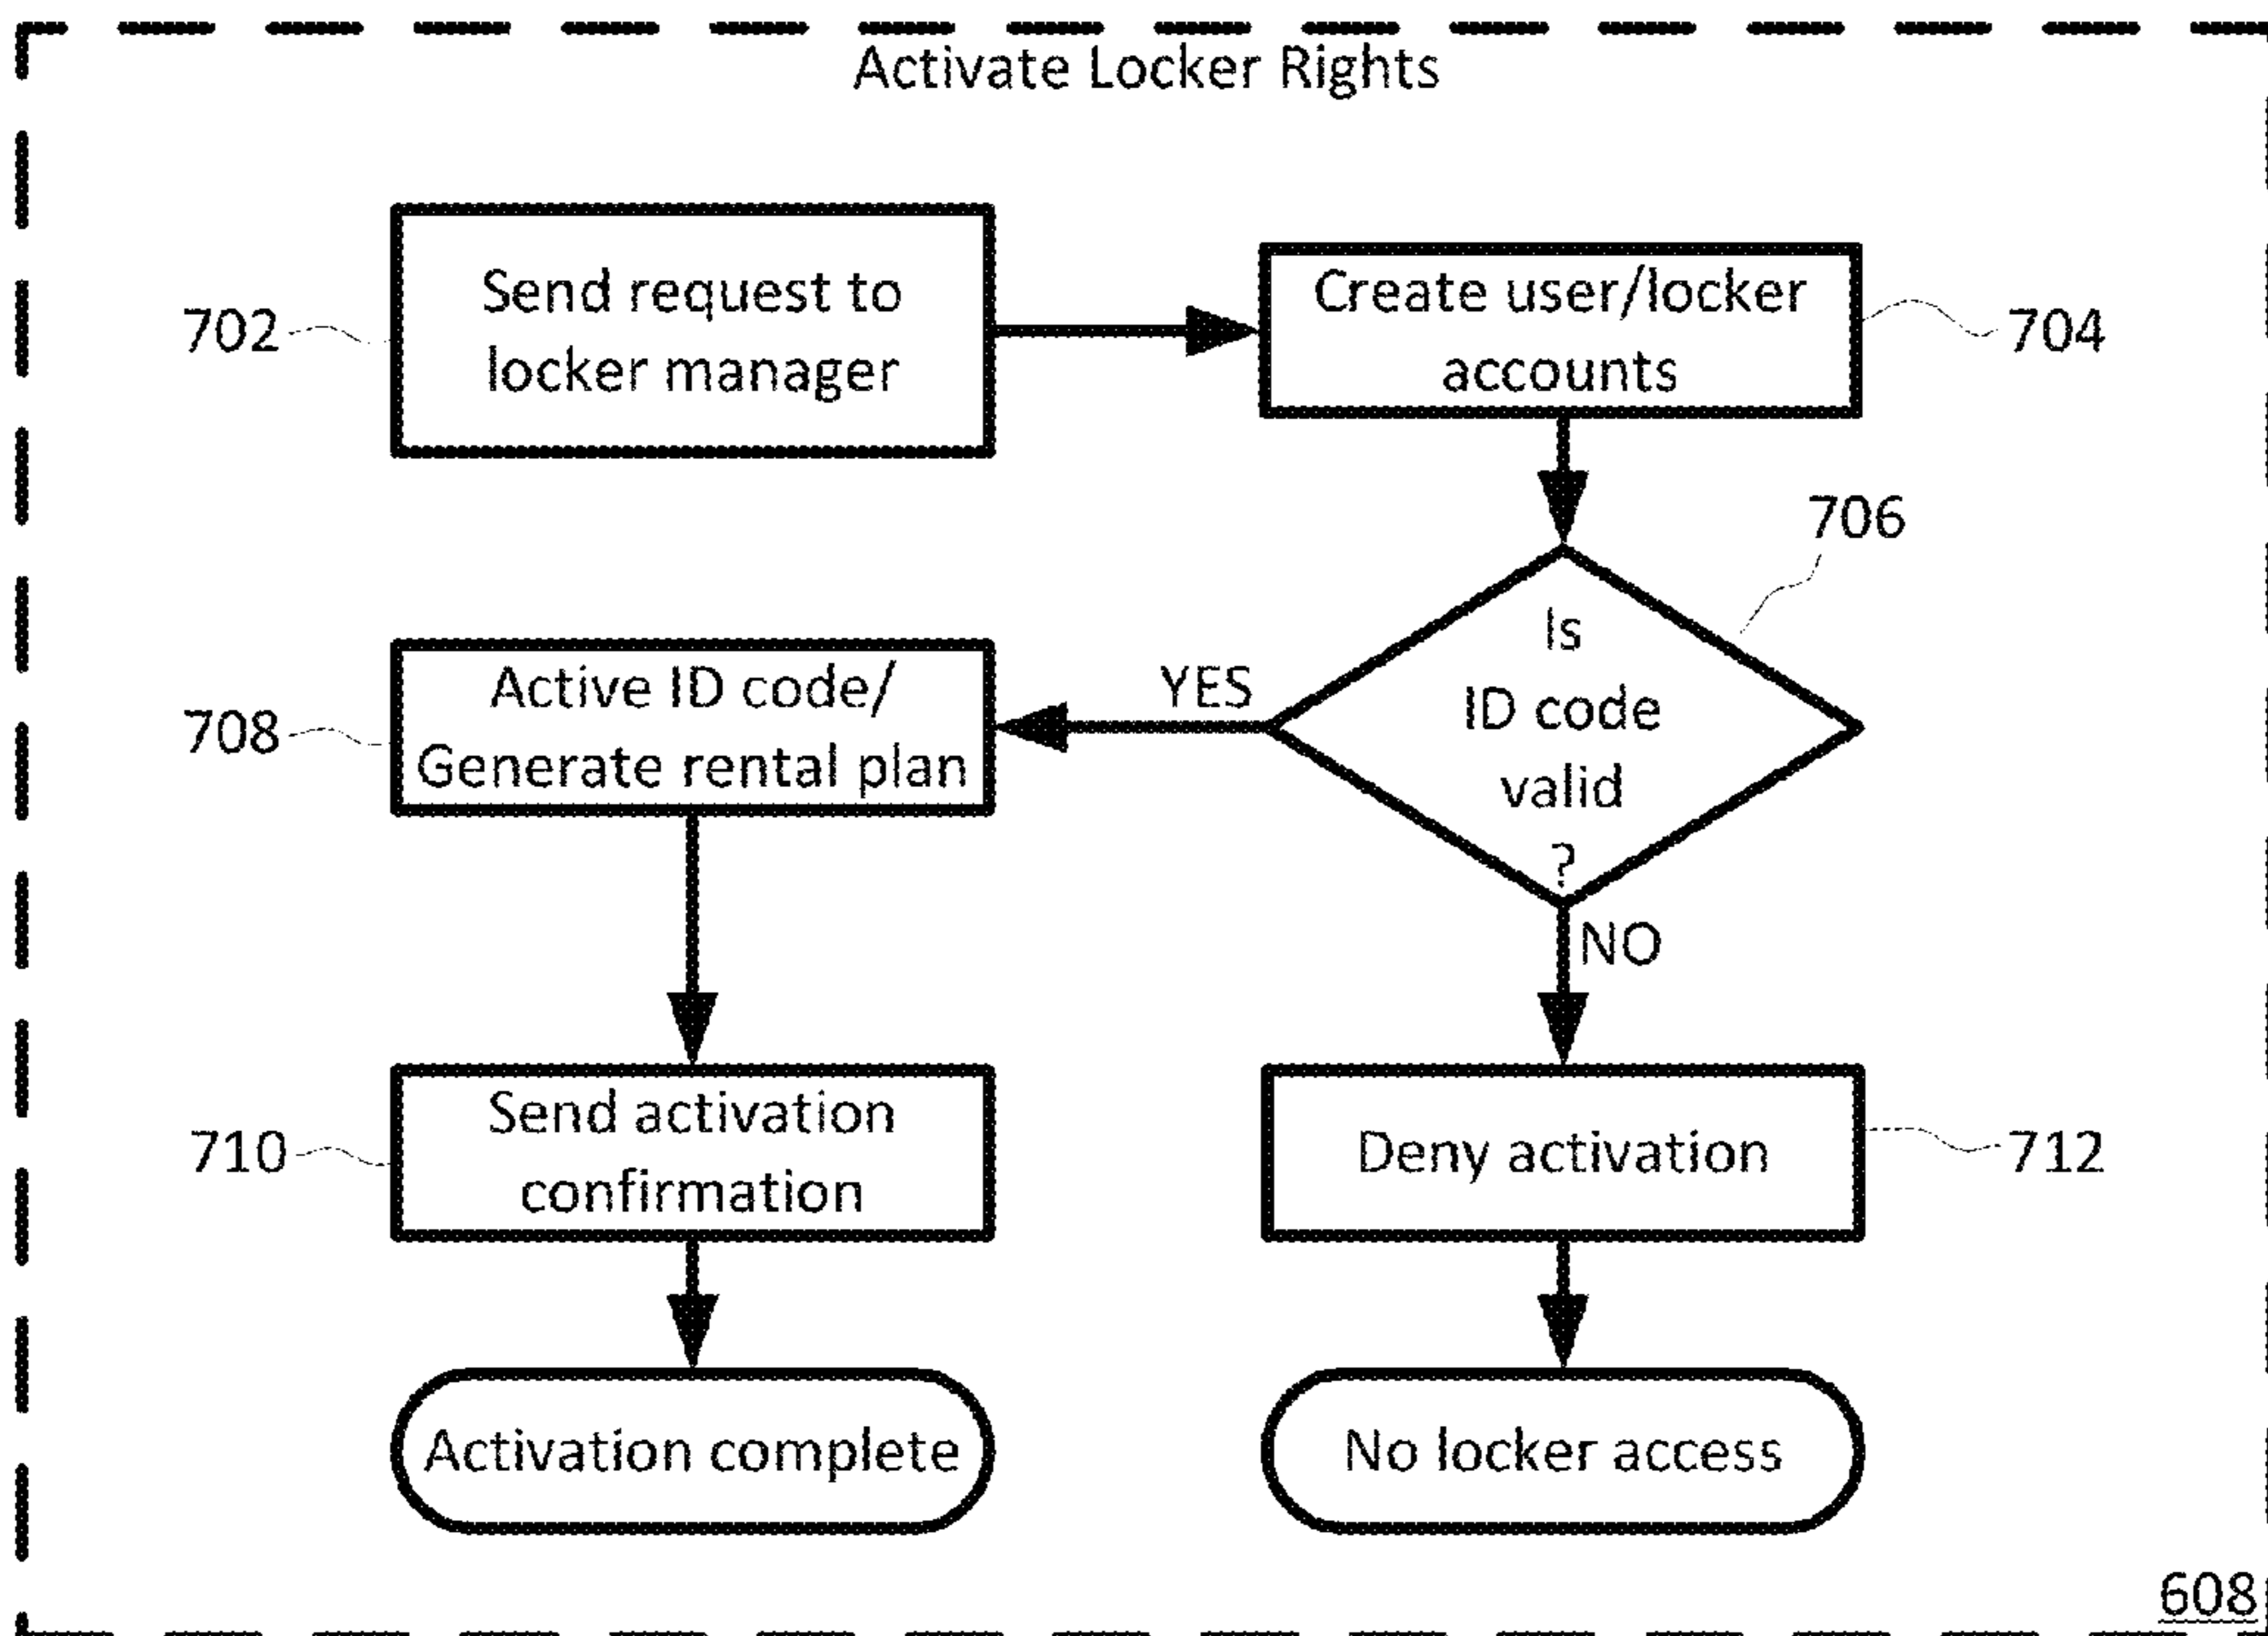 Activate Locker Rights
702
Send request to
locker manager
Create user/locker
accounts
704
706
Is
ID code
valid
?
YES
NO
708
Active ID code/
Generate rental plan
710
Send activation
confirmation
Deny activation
712
Activation complete
No locker access
608